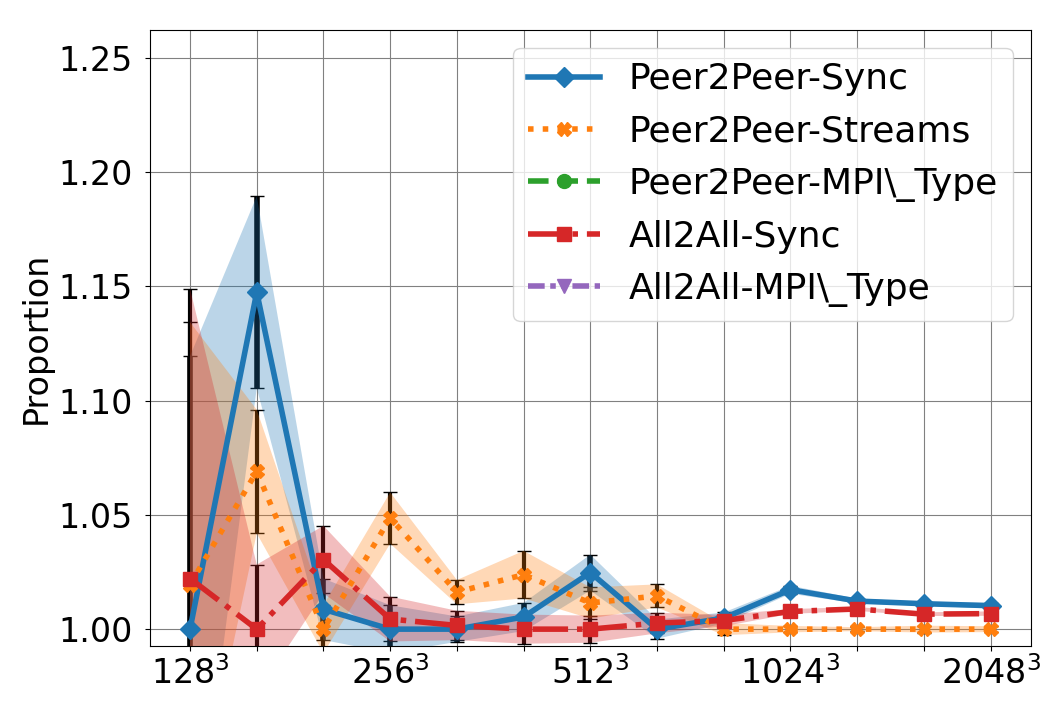 1.25
1.20
1.15
1.10
1.05
1.00
Proportion
Peer2Peer-Sync
Peer2Peer-Streams
Peer2Peer-MPI\_Type
All2All-Sync
All2All-MPI\_Type
128³ 256³ 512³ 1024³ 2048³